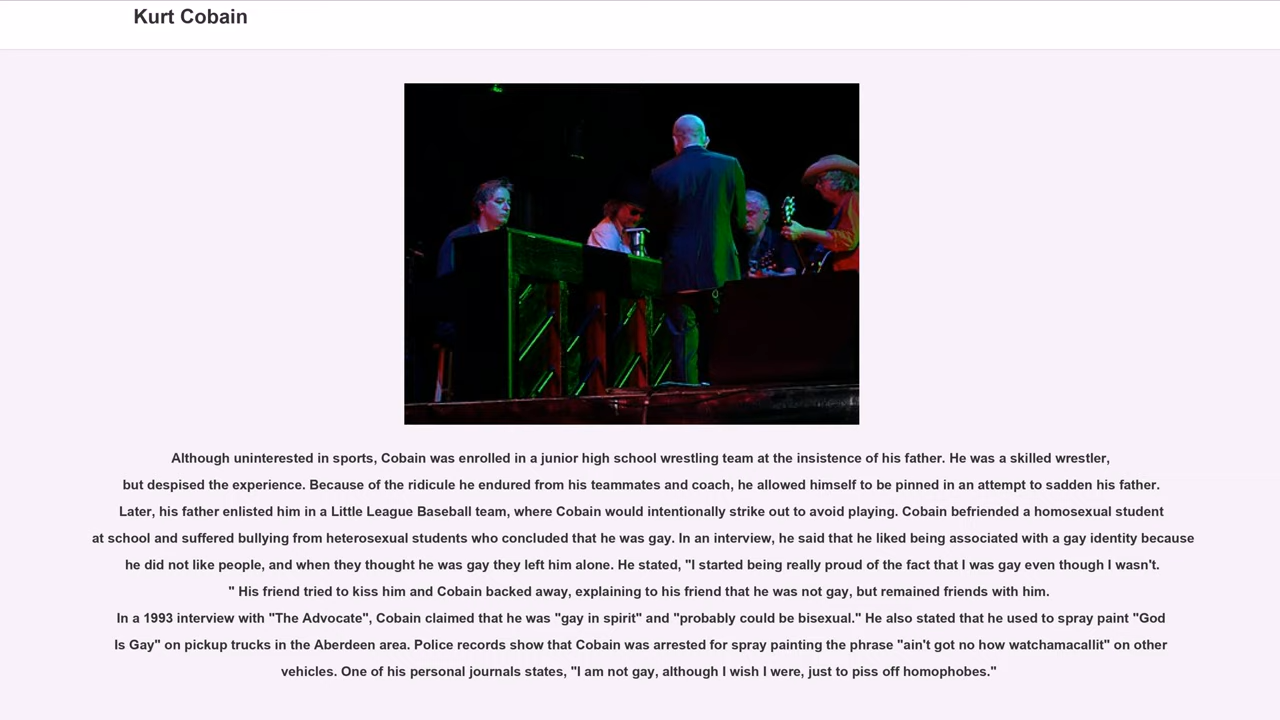 Kurt Cobain
Although uninterested in sports, Cobain was enrolled in a junior high school wrestling team at the insistence of his father. He was a skilled wrestler,
but despised the experience. Because of the ridicule he endured from his teammates and coach, he allowed himself to be pinned in an attempt to sadden his father.
Later, his father enlisted him in a Little League Baseball team, where Cobain would intentionally strike out to avoid playing. Cobain befriended a homosexual student
at school and suffered bullying from heterosexual students who concluded that he was gay. In an interview, he said that he liked being associated with a gay identity because
he did not like people, and when they thought he was gay they left him alone. He stated, "I started being really proud of the fact that I was gay even though I wasn't.
" His friend tried to kiss him and Cobain backed away, explaining to his friend that he was not gay, but remained friends with him.
In a 1993 interview with "The Advocate", Cobain claimed that he was "gay in spirit" and "probably could be bisexual." He also stated that he used to spray paint "God
Is Gay" on pickup trucks in the Aberdeen area. Police records show that Cobain was arrested for spray painting the phrase "ain't got no how watchamacallit" on other
vehicles. One of his personal journals states, "I am not gay, although I wish I were, just to piss off homophobes."